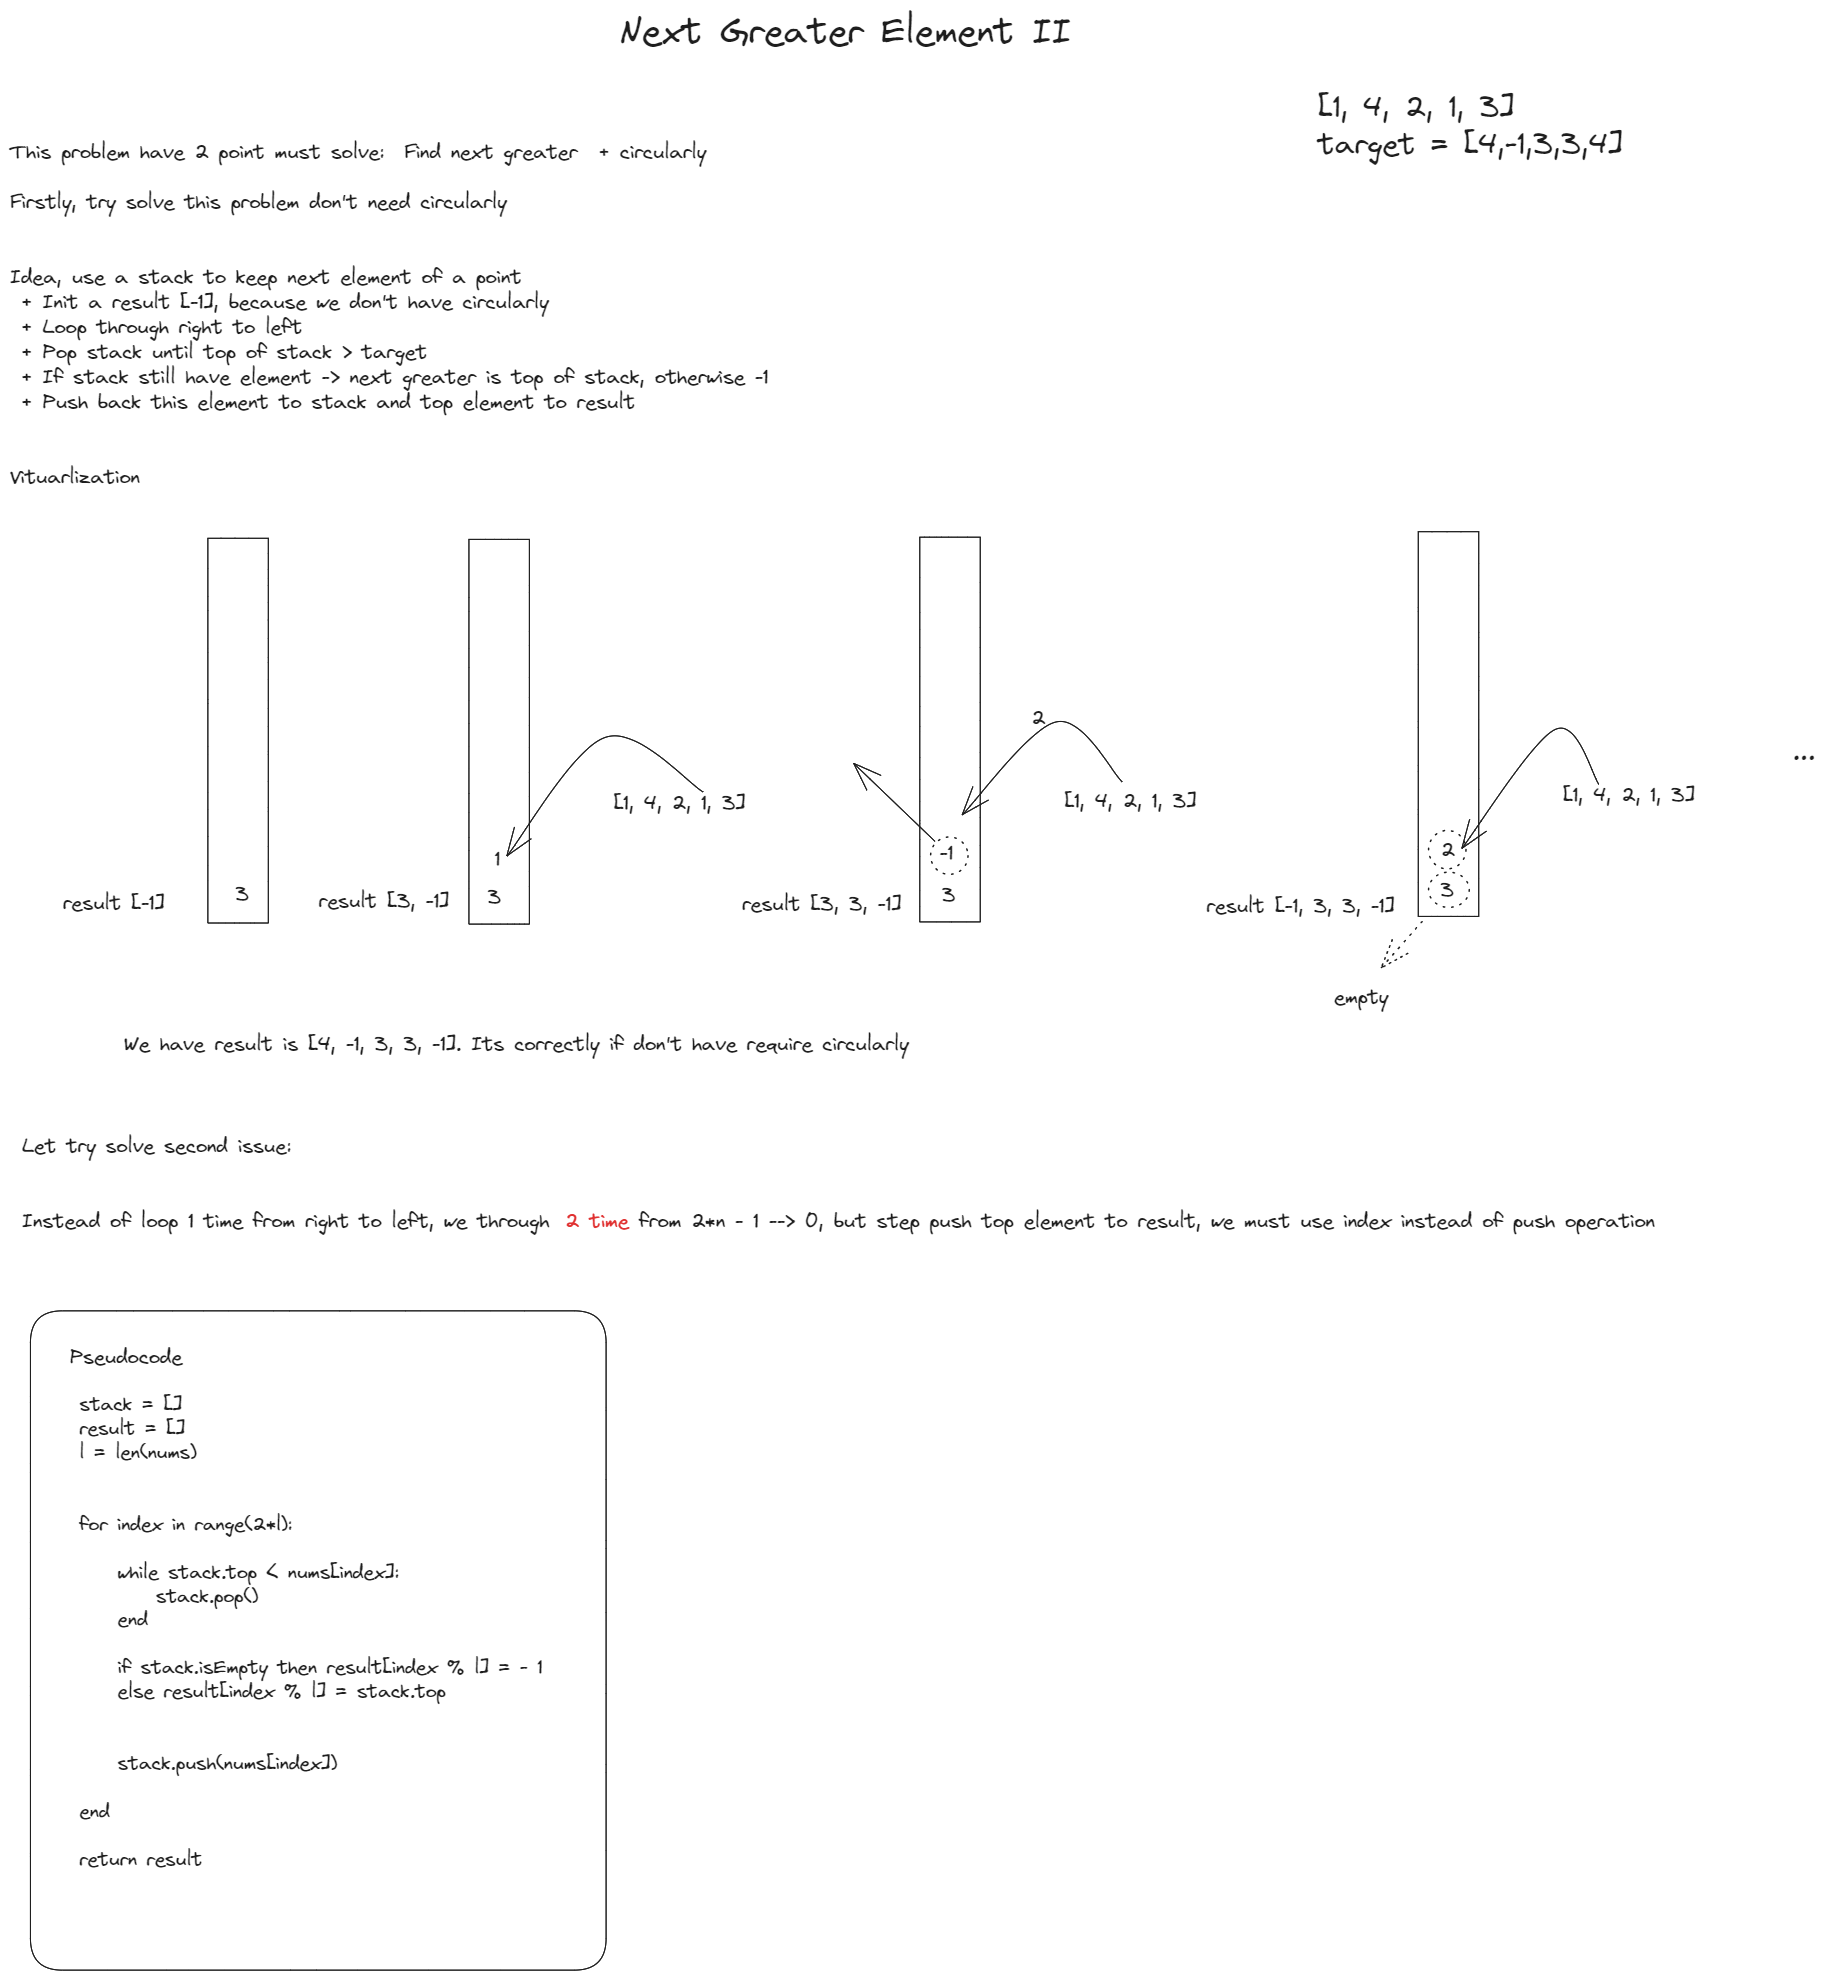 Next Greater Element II
[1, 4, 2, 1, 3]
target = [4,-1,3,3,4]
This problem have 2 point must solve: Find next greater + circularly
Firstly, try solve this problem don't need circularly
Idea, use a stack to keep next element of a point
+ Init a result [-1], because we don't have circularly
+ Loop through right to left
+ Pop stack until top of stack > target
+ If stack still have element -> next greater is top of stack, otherwise -1
+ Push back this element to stack and top element to result
Vituarlization
result [-1]
3
result [3, -1]
1
3
[1, 4, 2, 1, 3]
result [3, 3, -1]
2
-1
3
[1, 4, 2, 1, 3]
result [-1, 3, 3, -1]
2
3
[1, 4, 2, 1, 3]
empty
...
We have result is [4, -1, 3, 3, -1]. Its correctly if don't have require circularly
Let try solve second issue:
Instead of loop 1 time from right to left, we through 2 time from 2*n - 1 --> 0, but step push top element to result, we must use index instead of push operation
Pseudocode
stack = []
result = []
l = len(nums)
for index in range(2*l):
while stack.top < nums[index]:
stack.pop()
end
if stack.isEmpty then result[index % l] = - 1
else result[index % l] = stack.top
stack.push(nums[index])
end
return result